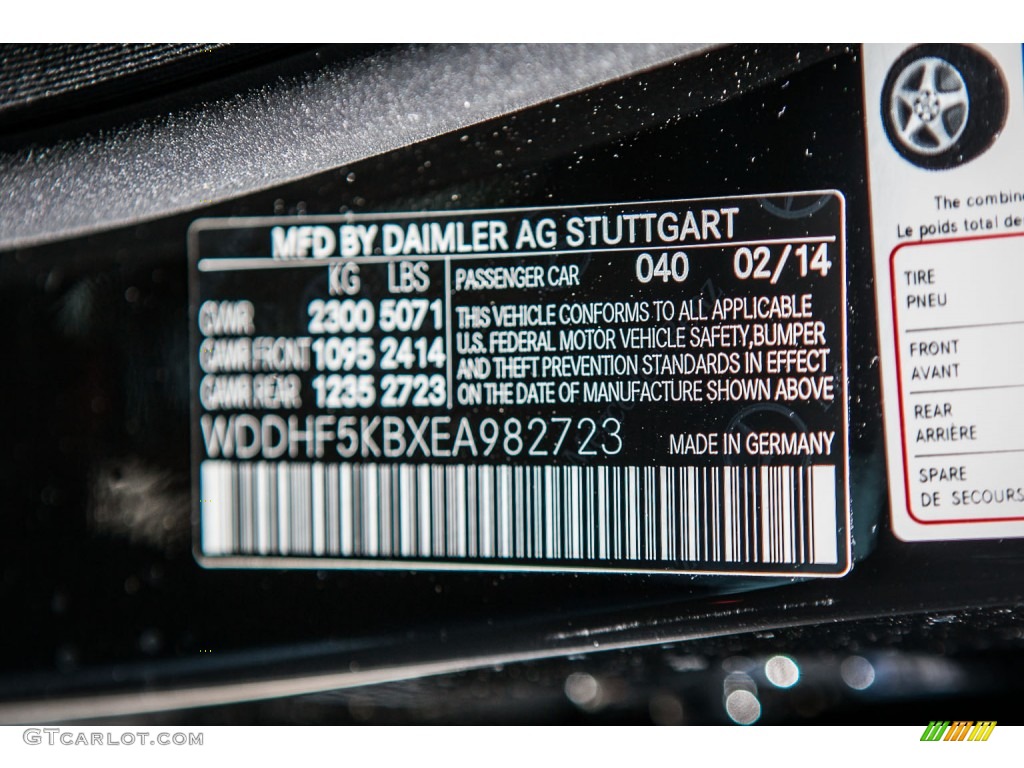 MFD BY DAIMLER AG STUTTGART
KG LBS
GVWR 2300 5071
GAWR FRONT 1095 2414
GAWR REAR 1235 2723
PASSENGER CAR 040 02/14
THIS VEHICLE CONFORMS TO ALL APPLICABLE
U.S. FEDERAL MOTOR VEHICLE SAFETY, BUMPER
AND THEFT PREVENTION STANDARDS IN EFFECT
ON THE DATE OF MANUFACTURE SHOWN ABOVE
WDDHF5KBXEA982723 MADE IN GERMANY
The combin
Le poids total de
TIRE
PNEU
FRONT
AVANT
REAR
ARRIÈRE
SPARE
DE SECOURS
GTCARLOT.COM